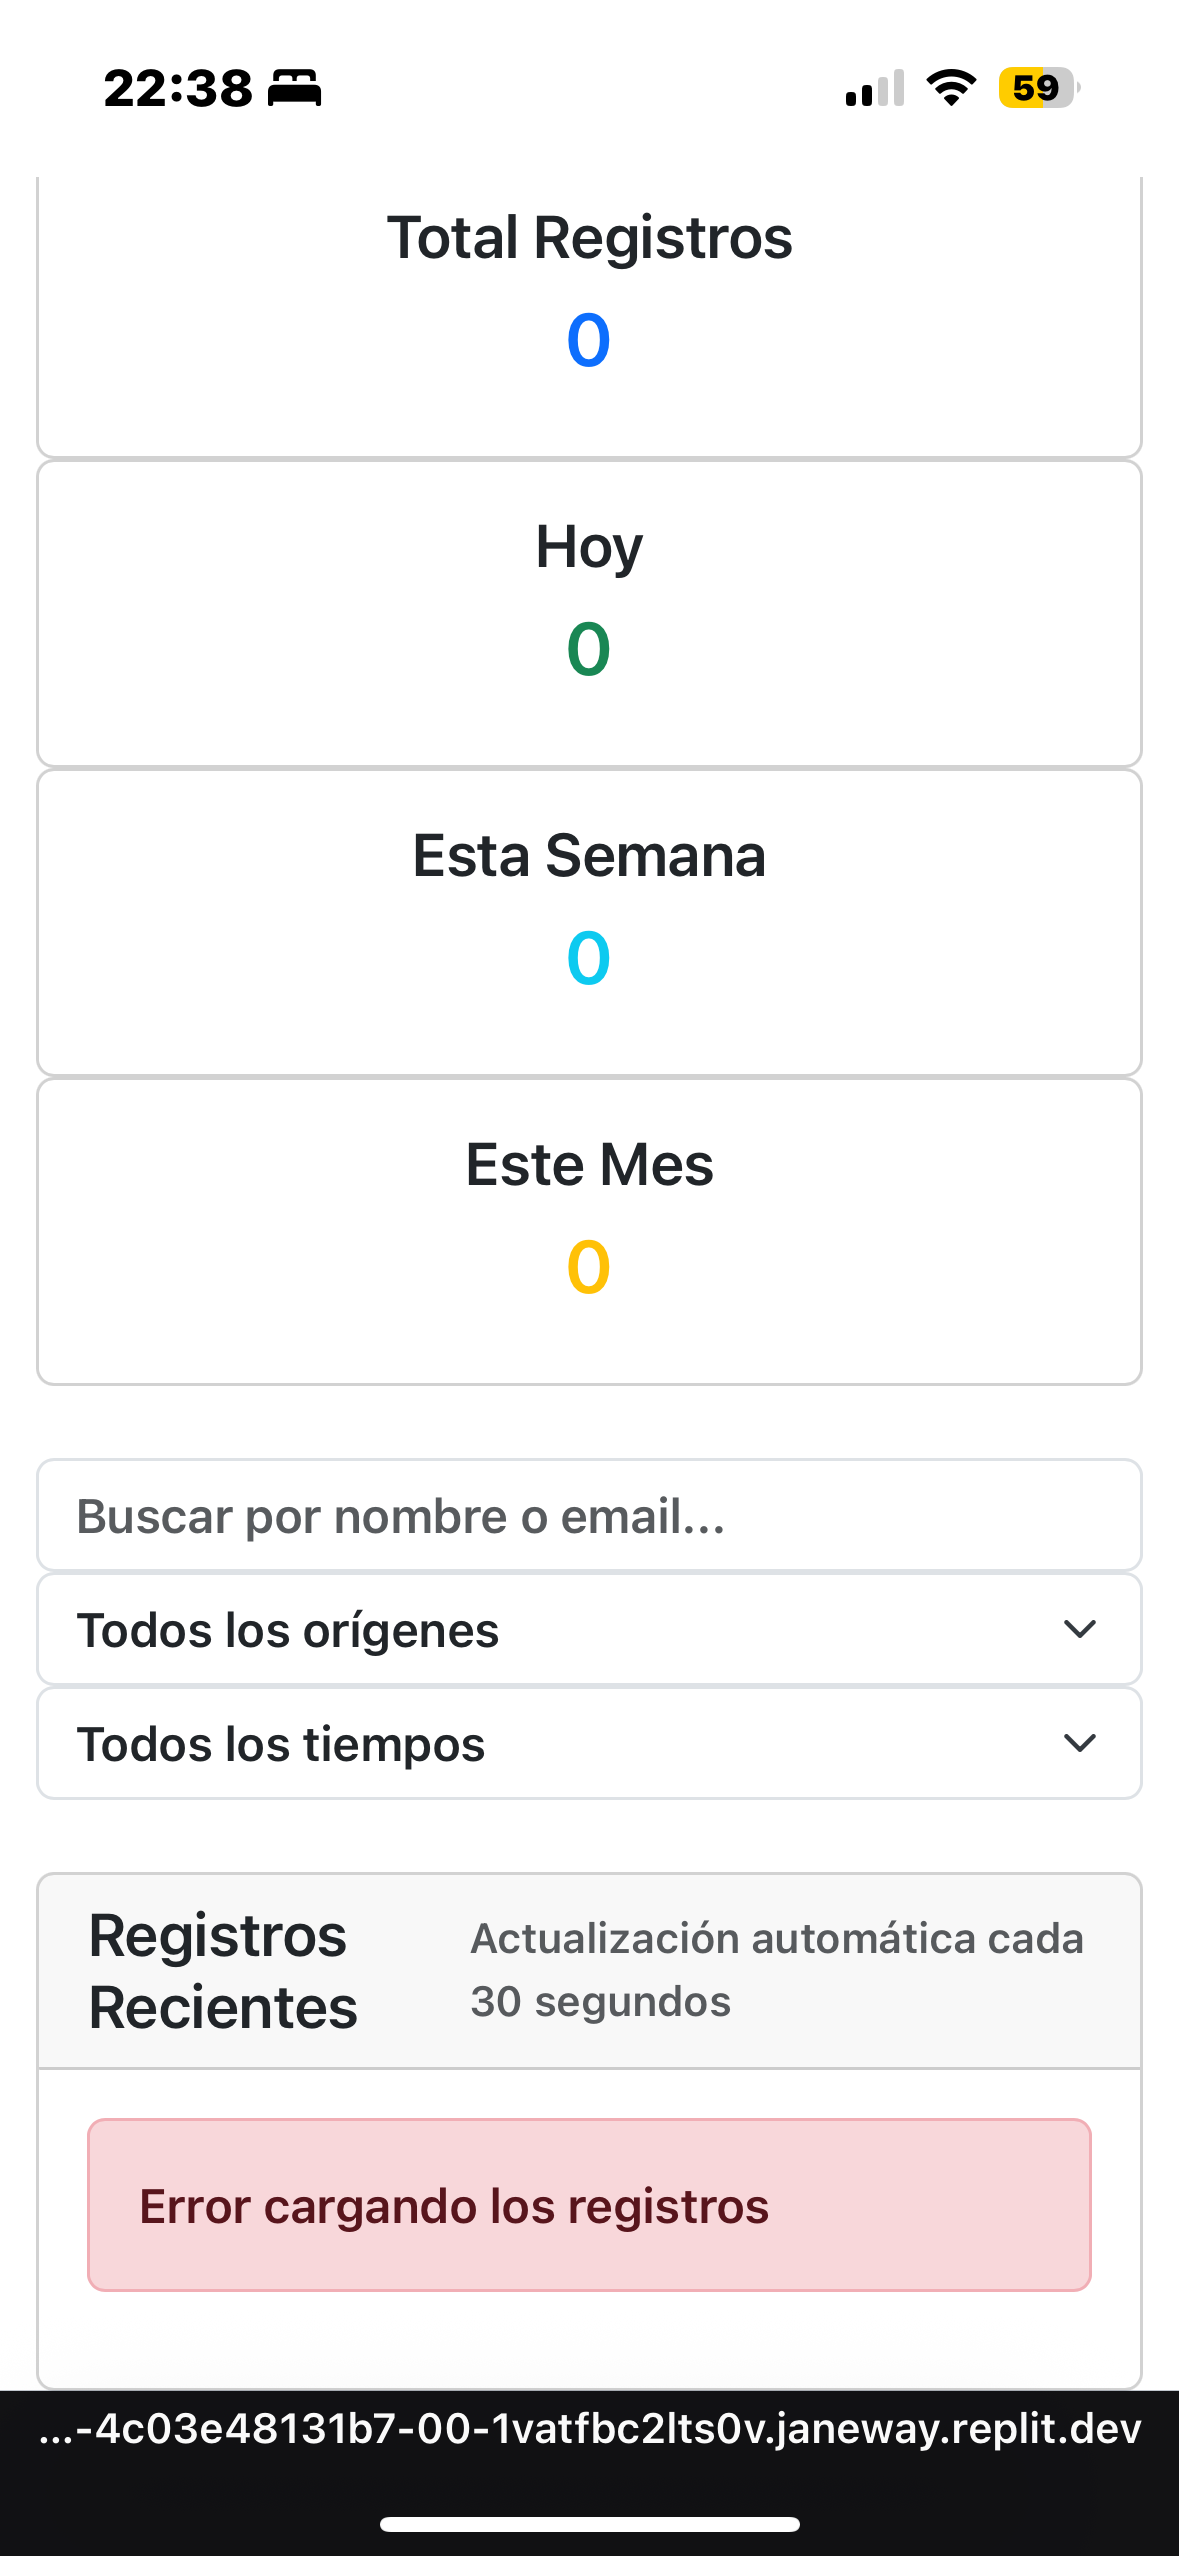 22:38
59
Total Registros
0
Hoy
0
Esta Semana
0
Este Mes
0
Buscar por nombre o email...
Todos los orígenes
Todos los tiempos
Registros
Recientes
Actualización automática cada
30 segundos
Error cargando los registros
...-4c03e48131b7-00-1vatfbc2lts0v.janeway.replit.dev